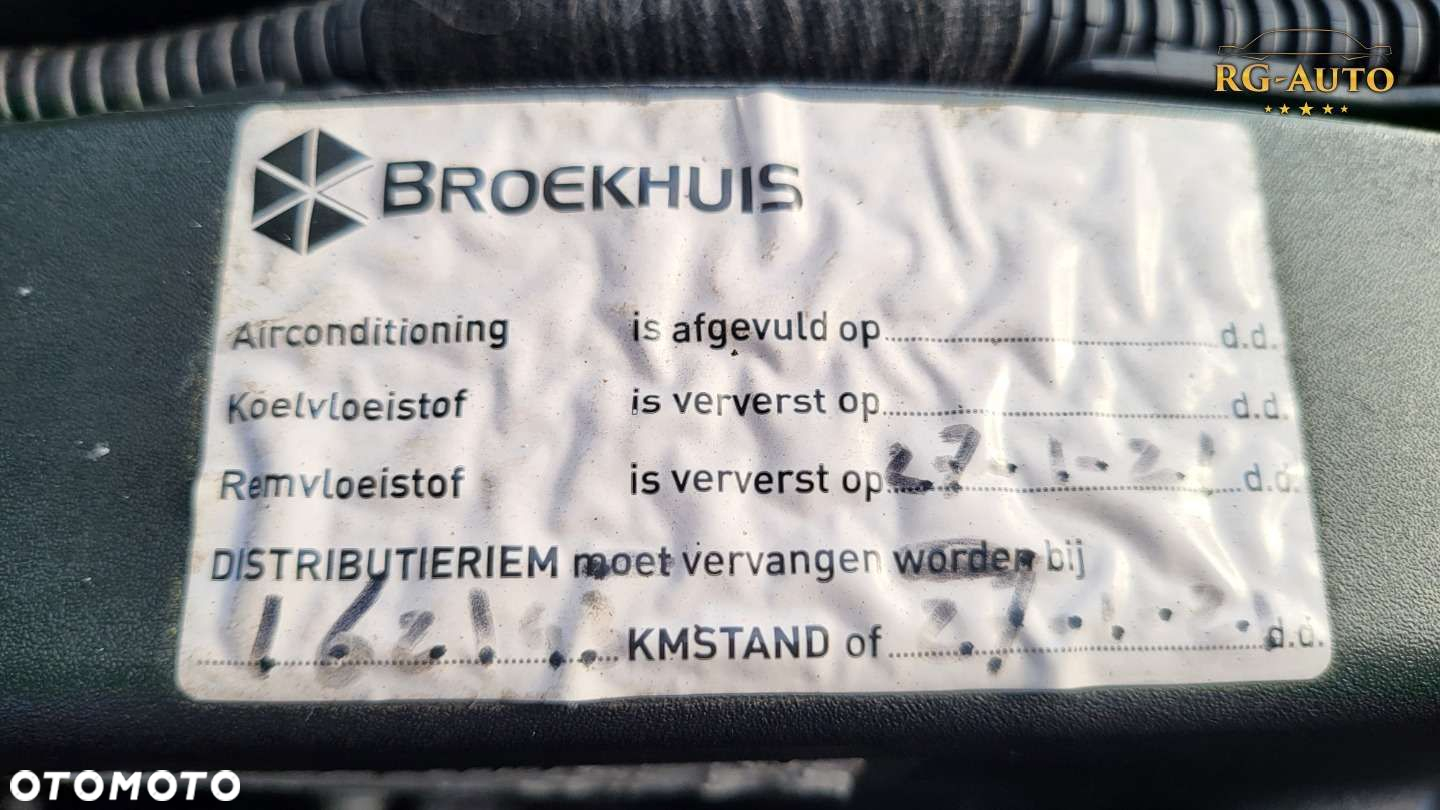 RG-AUTO
BROEKHUIS
Airconditioning is afgevuld op.....................d.d.
Koelvloeistof is ververst op.....................d.d.
Remvloeistof is ververst op 27-1-21 d.d.
DISTRIBUTIERIEM moet vervangen worden bij
KMSTAND of 27-1-21 d.d.
OTOMOTO